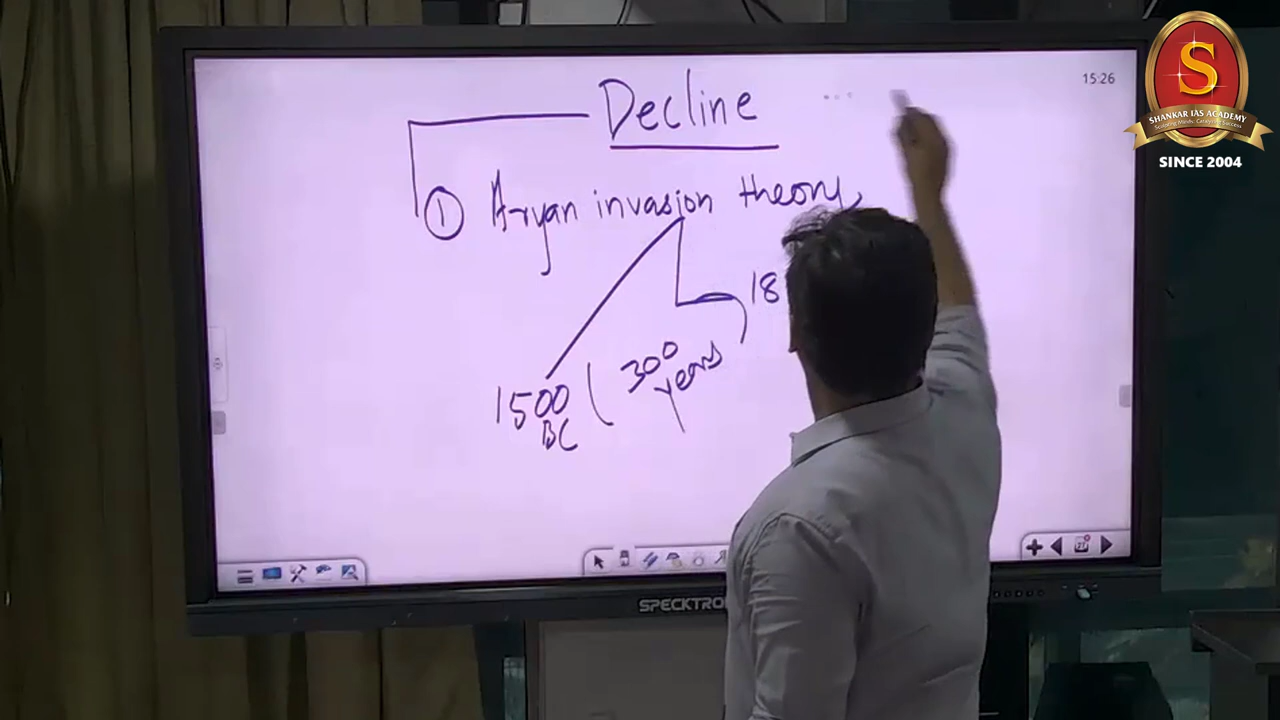 15:26
S
SHANKAR IAS ACADEMY
SINCE 2004
Decline
① Aryan invasion theory
18
300
years
1500
BC
SPECKTRO